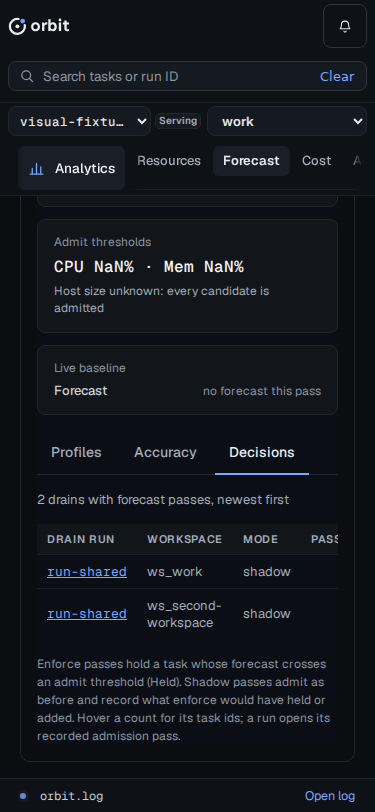 orbit
Search tasks or run ID Clear
visual-fixtu… Serving work
Analytics Resources Forecast Cost A
Admit thresholds
CPU NaN% · Mem NaN%
Host size unknown: every candidate is
admitted
Live baseline
Forecast no forecast this pass
Profiles Accuracy Decisions
2 drains with forecast passes, newest first
DRAIN RUN WORKSPACE MODE PASS
run-shared ws_work shadow
run-shared ws_second-
workspace shadow
Enforce passes hold a task whose forecast crosses
an admit threshold (Held). Shadow passes admit as
before and record what enforce would have held or
added. Hover a count for its task ids; a run opens its
recorded admission pass.
orbit.log Open log